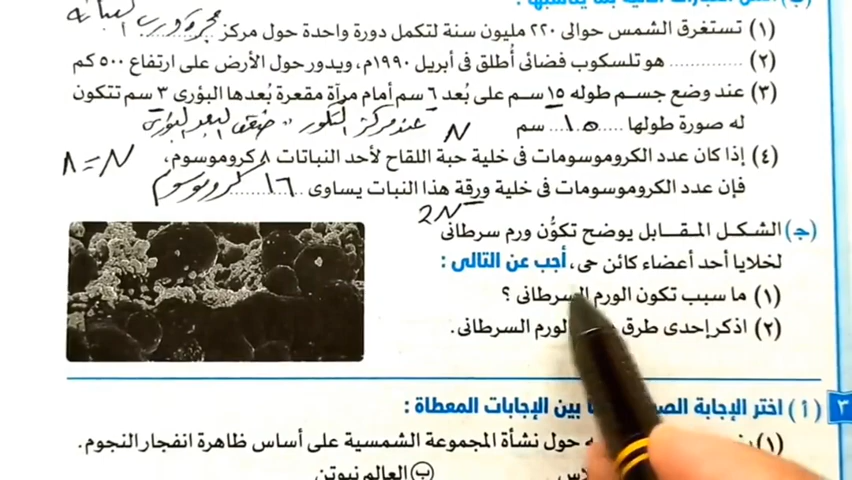 (١) تستغرق الشمس حوالى ٢٢٠ مليون سنة لتكمل دورة واحدة حول مركز مجرة درب التبانة
(٢) ............ هو تلسكوب فضائى أُطلق فى أبريل ١٩٩٠م، ويدور حول الأرض على ارتفاع ٥٠٠ كم
(٣) عند وضع جسم طوله ١٥ سم على بُعد ٦ سم أمام مرآة مقعرة بُعدها البؤرى ٣ سم تتكون
له صورة طولها ....١٥.... سم N عند مركز التكور :: ضعف البعد البؤرى
(٤) إذا كان عدد الكروموسومات فى خلية حبة اللقاح لأحد النباتات ٨ كروموسوم، ٨ = N
فإن عدد الكروموسومات فى خلية ورقة هذا النبات يساوى ....١٦ كروموسوم
2N
(ج) الشكل المقابل يوضح تكوُّن ورم سرطانى
لخلايا أحد أعضاء كائن حى، أجب عن التالى :
(١) ما سبب تكون الورم السرطانى ؟
(٢) اذكر إحدى طرق الورم السرطانى.
٣ (أ) اختر الإجابة بين الإجابات المعطاة :
(١) حول نشأة المجموعة الشمسية على أساس ظاهرة انفجار النجوم.
ب العالم نيوتن